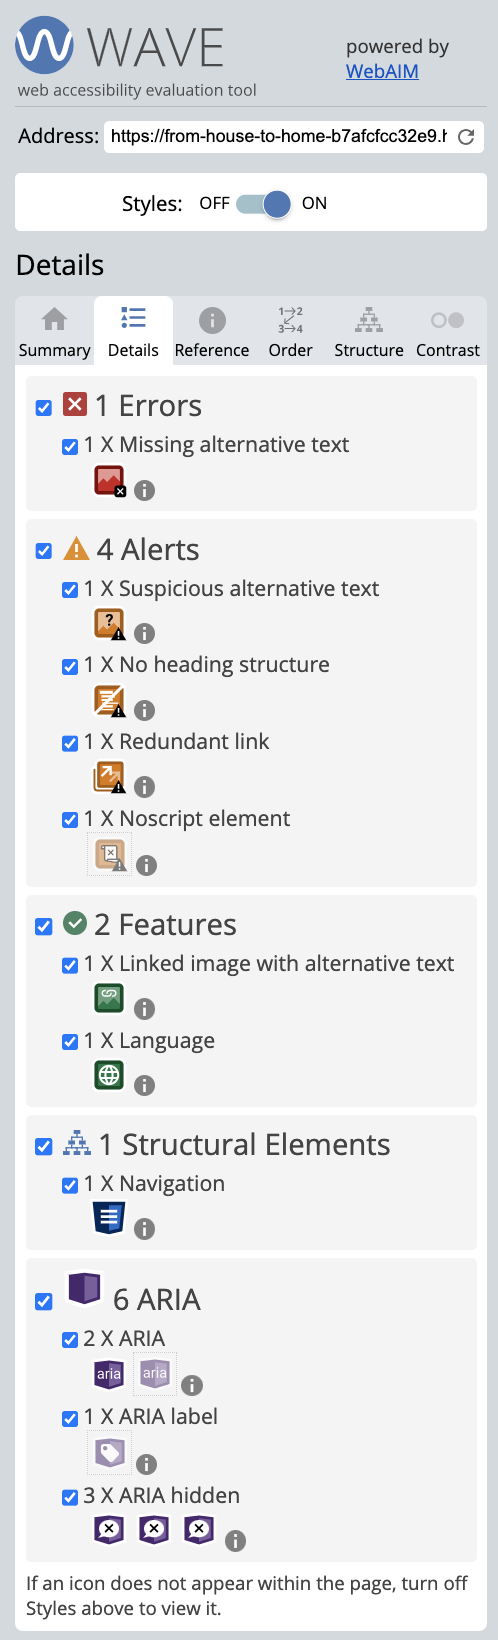 WAVE
web accessibility evaluation tool
powered by
WebAIM
Address: https://from-house-to-home-b7afcfcc32e9.h
Styles: OFF ON
Details
Summary Details Reference Order Structure Contrast
1 Errors
1 X Missing alternative text
4 Alerts
1 X Suspicious alternative text
1 X No heading structure
1 X Redundant link
1 X Noscript element
2 Features
1 X Linked image with alternative text
1 X Language
1 Structural Elements
1 X Navigation
6 ARIA
2 X ARIA
aria aria
1 X ARIA label
3 X ARIA hidden
If an icon does not appear within the page, turn off
Styles above to view it.